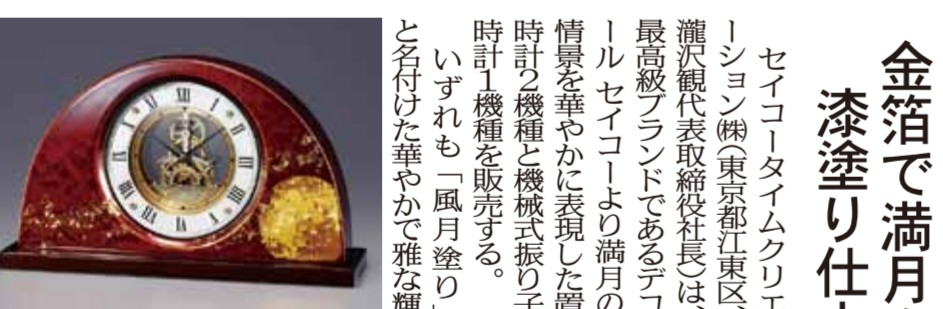 金箔で満月
漆塗り仕
セイコータイムクリエ
ーション㈱(東京都江東区、
瀧沢観代表取締役社長)は、
最高級ブランドであるデコ
ール セイコーより満月の
情景を華やかに表現した置
時計2機種と機械式振り子
時計1機種を販売する。
いずれも「風月塗り」
と名付けた華やかで雅な輝